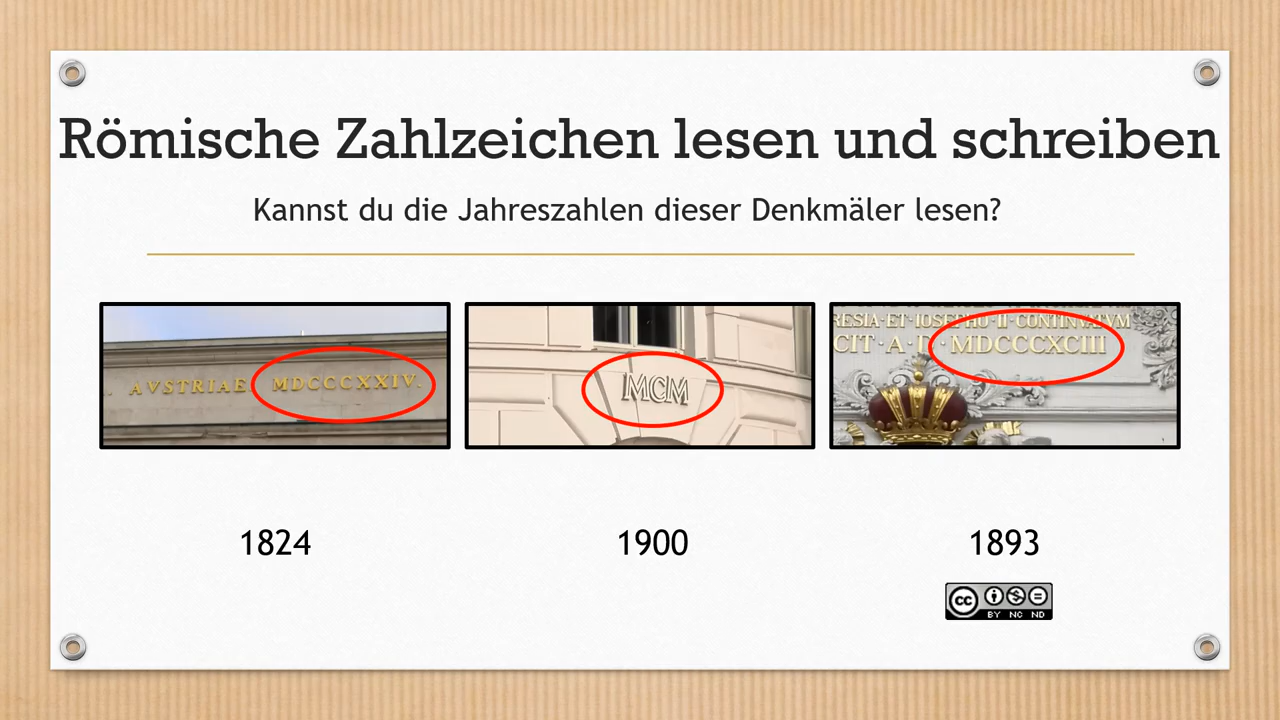 Römische Zahlzeichen lesen und schreiben
Kannst du die Jahreszahlen dieser Denkmäler lesen?
AVSTRIAE MDCCCXXIV.
MCM
RESIA·ET·IOSEPHO·II·CONTINVATVM
CIT·A·D·MDCCCXCIII
1824
1900
1893
cc
BY NC ND